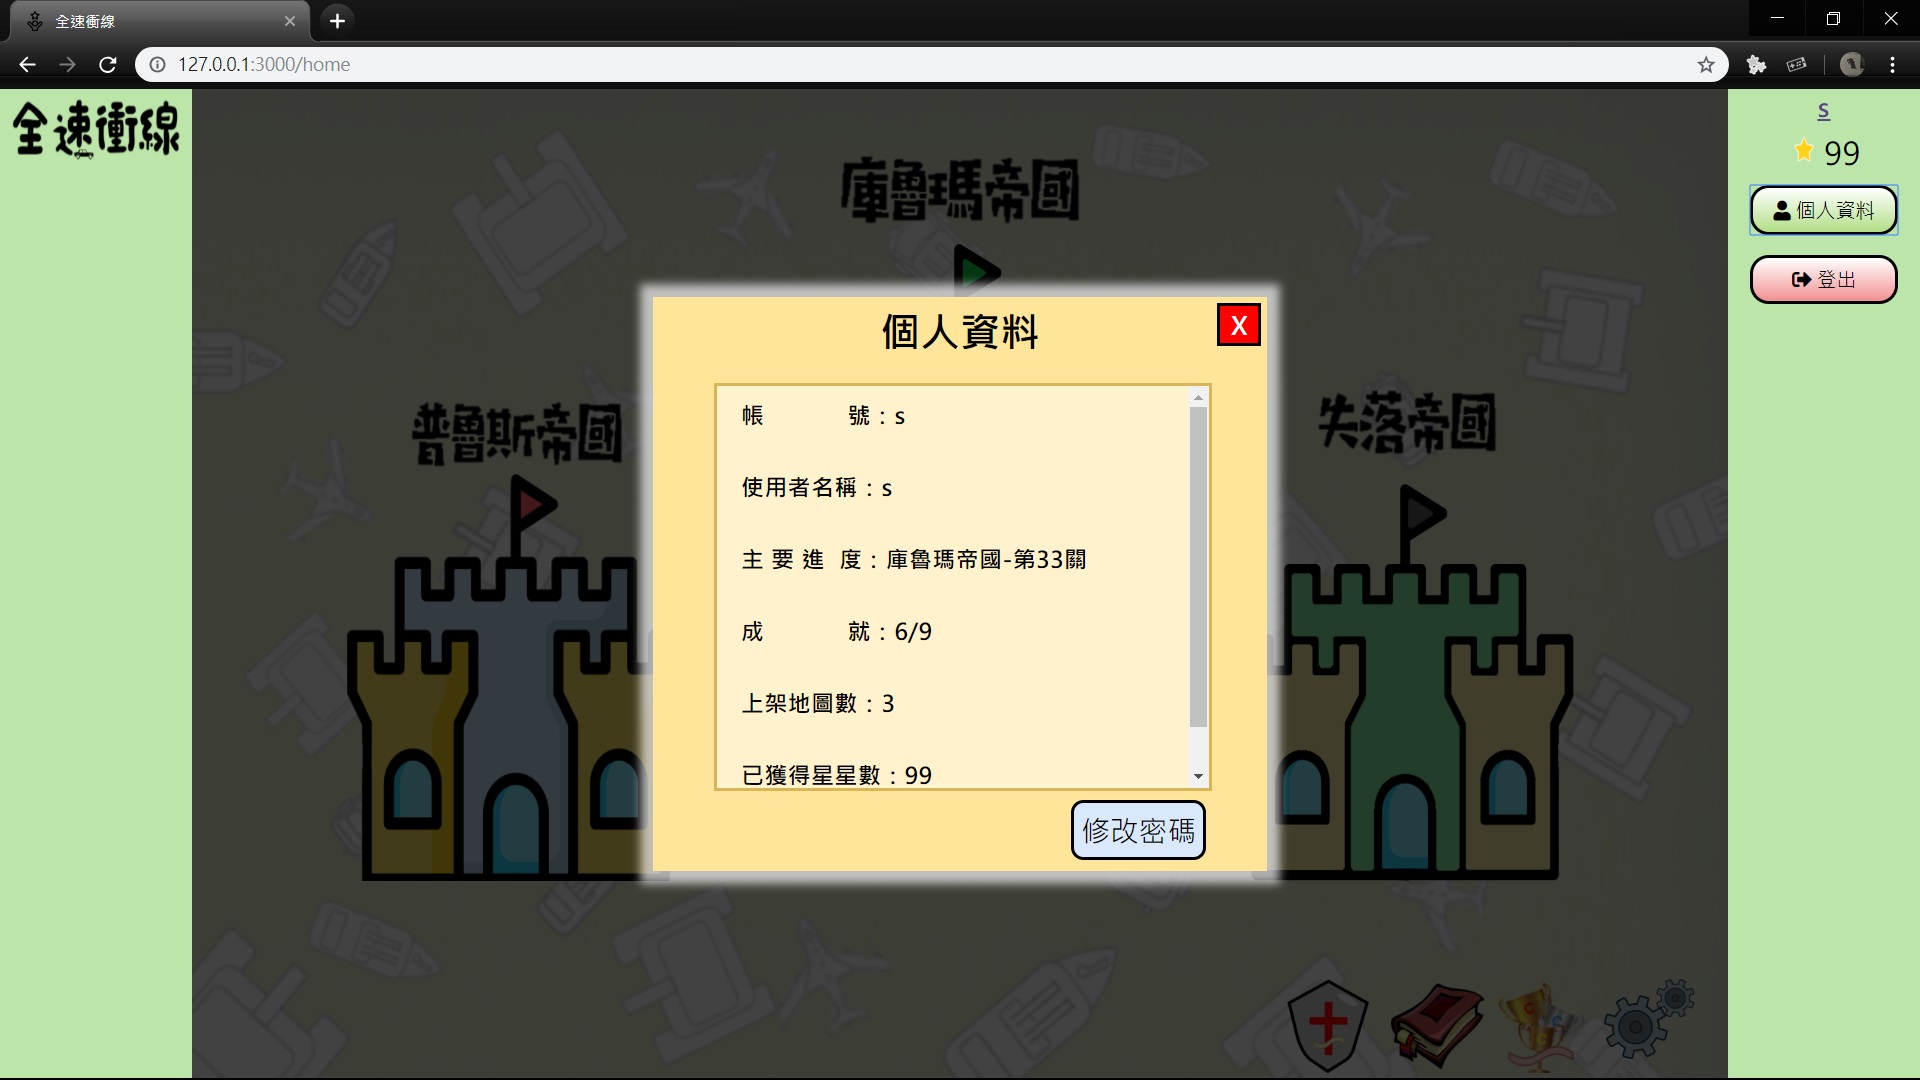 全速衝線
127.0.0.1:3000/home
全速衝線
s
99
個人資料
登出
庫魯瑪帝國
普魯斯帝國
失落帝國
個人資料
X
帳 號：s
使用者名稱：s
主 要 進 度：庫魯瑪帝國-第33關
成 就：6/9
上架地圖數：3
已獲得星星數：99
修改密碼